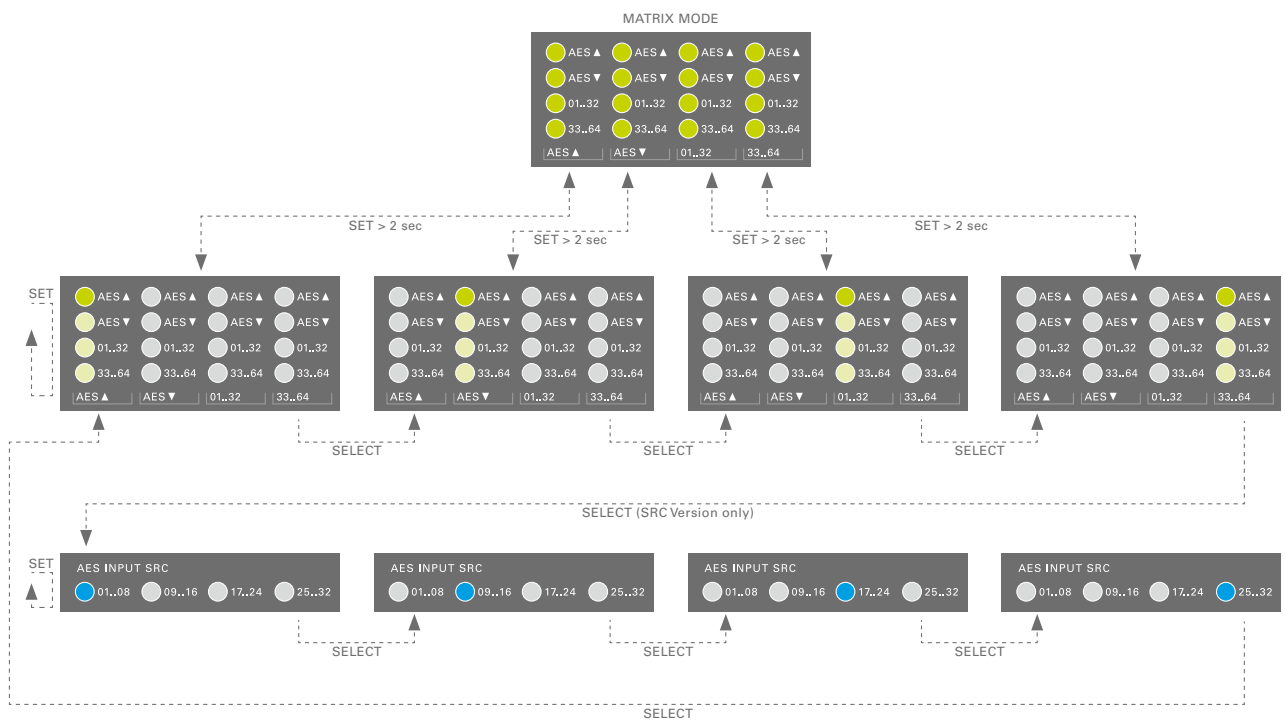 MATRIX MODE
AES ▲ AES ▲ AES ▲ AES ▲
AES ▼ AES ▼ AES ▼ AES ▼
01..32 01..32 01..32 01..32
33..64 33..64 33..64 33..64
AES ▲ AES ▼ 01..32 33..64
SET > 2 sec SET > 2 sec SET > 2 sec SET > 2 sec
SET
AES ▲ AES ▲ AES ▲ AES ▲ AES ▲ AES ▲ AES ▲ AES ▲ AES ▲ AES ▲ AES ▲ AES ▲ AES ▲ AES ▲ AES ▲ AES ▲
AES ▼ AES ▼ AES ▼ AES ▼ AES ▼ AES ▼ AES ▼ AES ▼ AES ▼ AES ▼ AES ▼ AES ▼ AES ▼ AES ▼ AES ▼ AES ▼
01..32 01..32 01..32 01..32 01..32 01..32 01..32 01..32 01..32 01..32 01..32 01..32 01..32 01..32 01..32 01..32
33..64 33..64 33..64 33..64 33..64 33..64 33..64 33..64 33..64 33..64 33..64 33..64 33..64 33..64 33..64 33..64
AES ▲ AES ▼ 01..32 33..64 AES ▲ AES ▼ 01..32 33..64 AES ▲ AES ▼ 01..32 33..64 AES ▲ AES ▼ 01..32 33..64
SELECT SELECT SELECT
SELECT (SRC Version only)
SET
AES INPUT SRC AES INPUT SRC AES INPUT SRC AES INPUT SRC
01..08 09..16 17..24 25..32 01..08 09..16 17..24 25..32 01..08 09..16 17..24 25..32 01..08 09..16 17..24 25..32
SELECT SELECT SELECT
SELECT